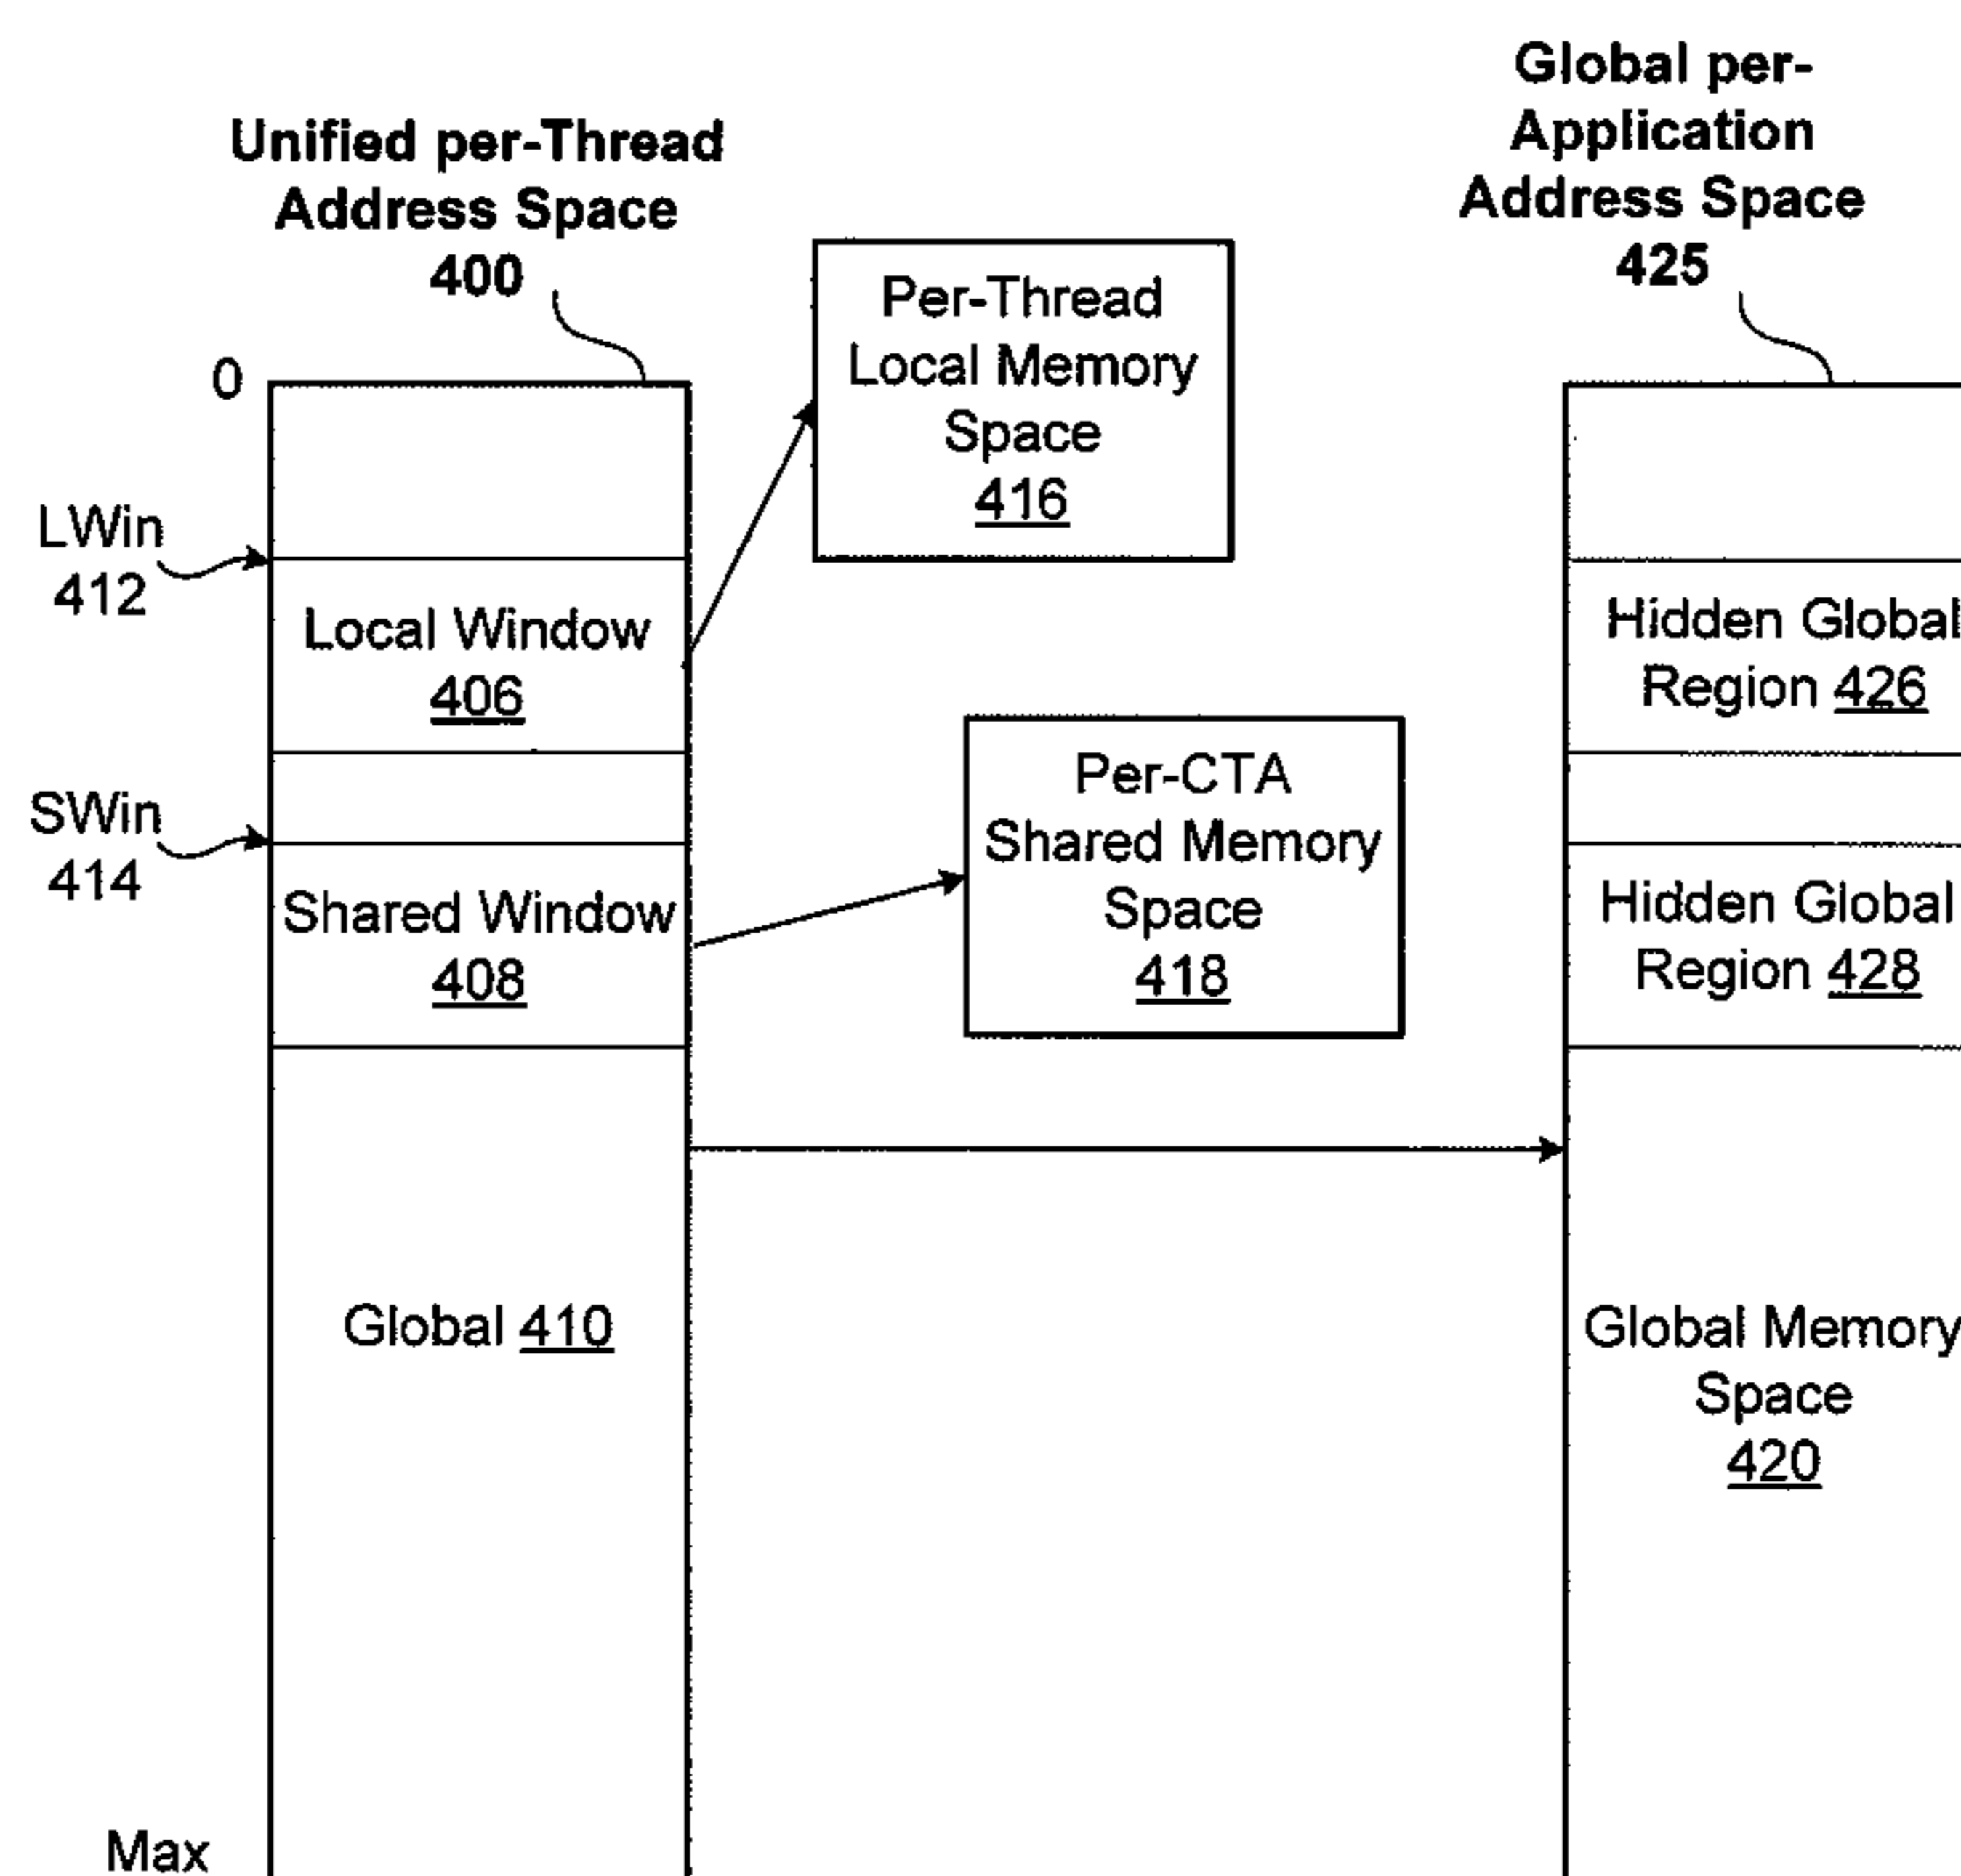 Unified per-Thread
Address Space
400
Global per-
Application
Address Space
425
Per-Thread
Local Memory
Space
416
0
LWin
412
Local Window
406
Hidden Global
Region 426
Per-CTA
Shared Memory
Space
418
SWin
414
Shared Window
408
Hidden Global
Region 428
Global 410
Global Memory
Space
420
Max